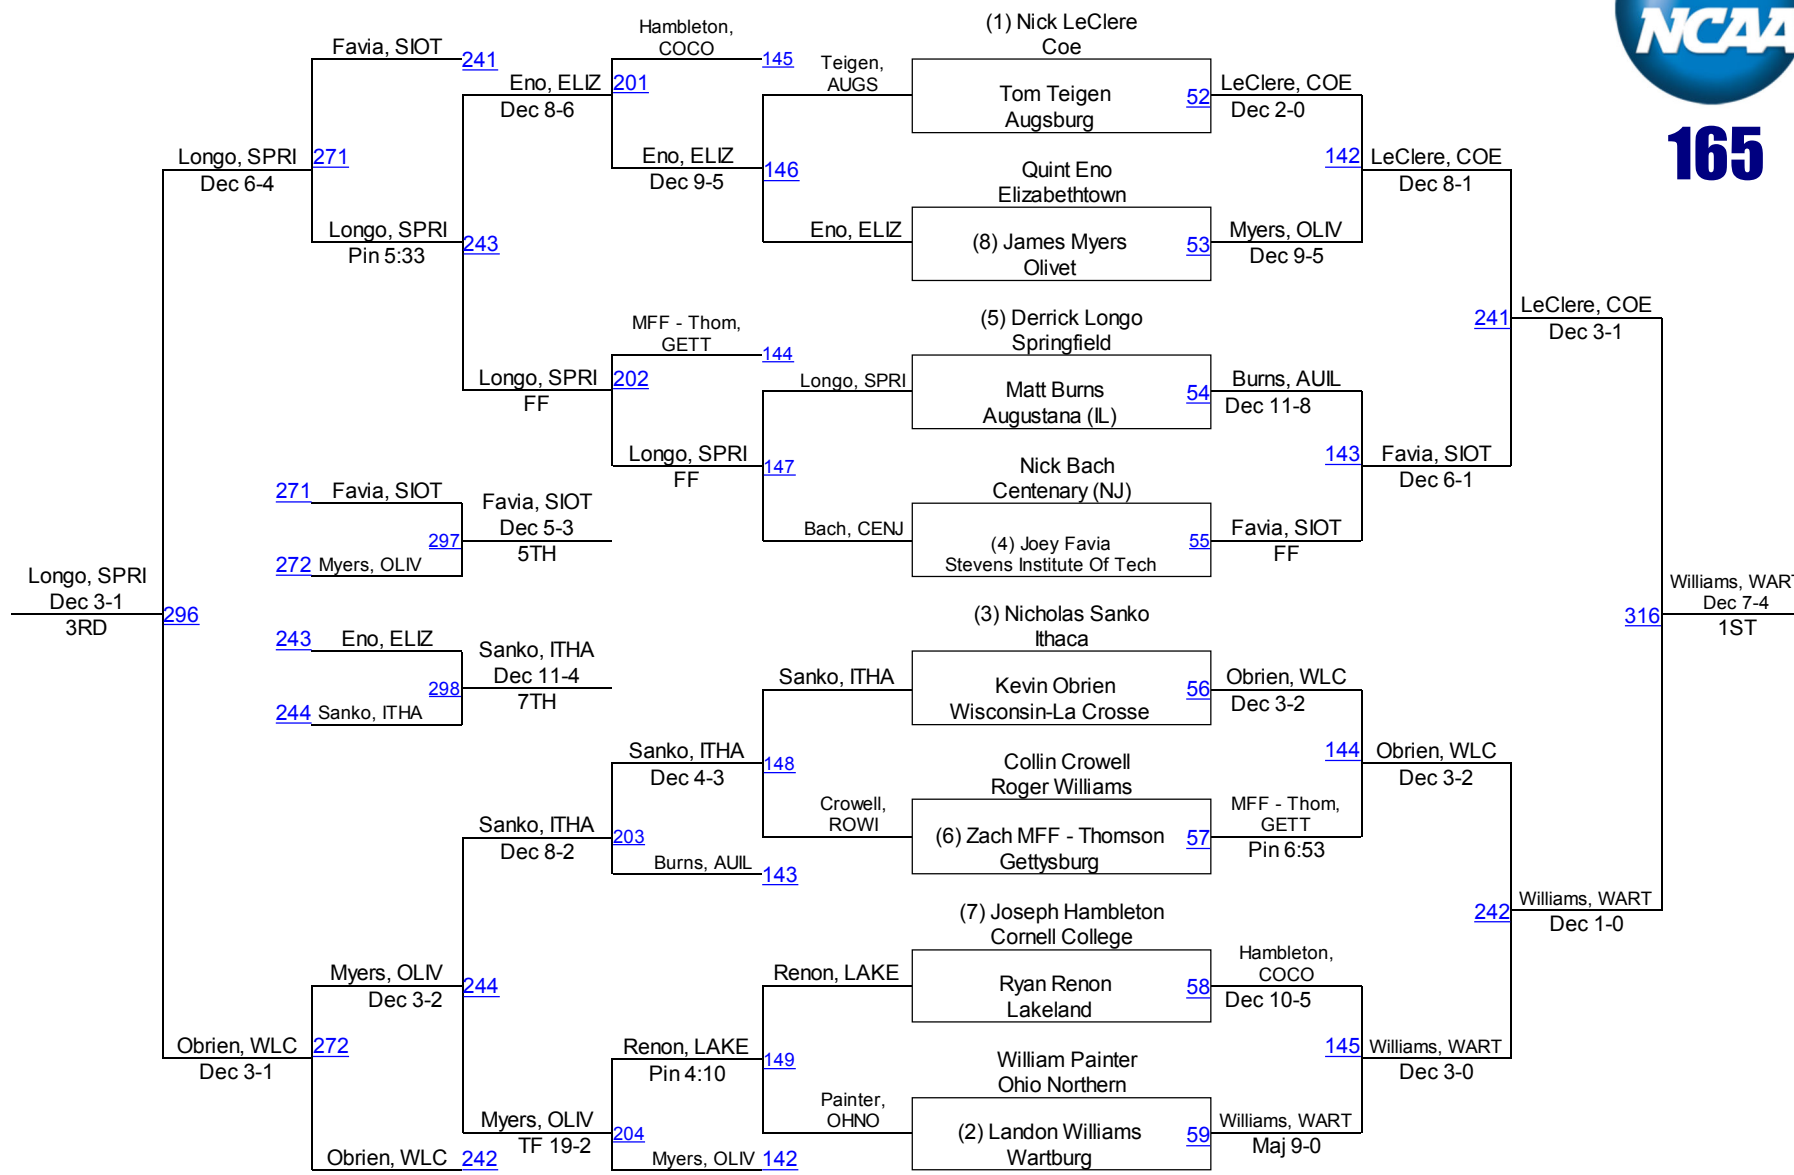 NCAA
165
(1) Nick LeClere
Coe
Tom Teigen
Augsburg
52
Quint Eno
Elizabethtown
(8) James Myers
Olivet
53
(5) Derrick Longo
Springfield
Matt Burns
Augustana (IL)
54
Nick Bach
Centenary (NJ)
(4) Joey Favia
Stevens Institute Of Tech
55
(3) Nicholas Sanko
Ithaca
Kevin Obrien
Wisconsin-La Crosse
56
Collin Crowell
Roger Williams
(6) Zach MFF - Thomson
Gettysburg
57
(7) Joseph Hambleton
Cornell College
Ryan Renon
Lakeland
58
William Painter
Ohio Northern
(2) Landon Williams
Wartburg
59
LeClere, COE
Dec 2-0
142
Myers, OLIV
Dec 9-5
Burns, AUIL
Dec 11-8
143
Favia, SIOT
FF
Obrien, WLC
Dec 3-2
144
MFF - Thom,
GETT
Pin 6:53
Hambleton,
COCO
Dec 10-5
145
Williams, WART
Maj 9-0
LeClere, COE
Dec 8-1
241
Favia, SIOT
Dec 6-1
Obrien, WLC
Dec 3-2
242
Williams, WART
Dec 3-0
LeClere, COE
Dec 3-1
316
Williams, WART
Dec 1-0
Williams, WART
Dec 7-4
1ST
Teigen,
AUGS
146
Eno, ELIZ
Longo, SPRI
147
Bach, CENJ
Sanko, ITHA
148
Crowell,
ROWI
Renon, LAKE
149
Painter,
OHNO
Hambleton,
COCO
145
201
Eno, ELIZ
Dec 9-5
MFF - Thom,
GETT
144
202
Longo, SPRI
FF
Sanko, ITHA
Dec 4-3
203
Burns, AUIL
143
Renon, LAKE
Pin 4:10
204
Myers, OLIV
142
Eno, ELIZ
Dec 8-6
243
Longo, SPRI
FF
Sanko, ITHA
Dec 8-2
244
Myers, OLIV
TF 19-2
Favia, SIOT
241
271
Longo, SPRI
Pin 5:33
Myers, OLIV
Dec 3-2
272
Obrien, WLC
242
Longo, SPRI
Dec 6-4
296
Obrien, WLC
Dec 3-1
Longo, SPRI
Dec 3-1
3RD
271
Favia, SIOT
297
272
Myers, OLIV
Favia, SIOT
Dec 5-3
5TH
243
Eno, ELIZ
298
244
Sanko, ITHA
Sanko, ITHA
Dec 11-4
7TH